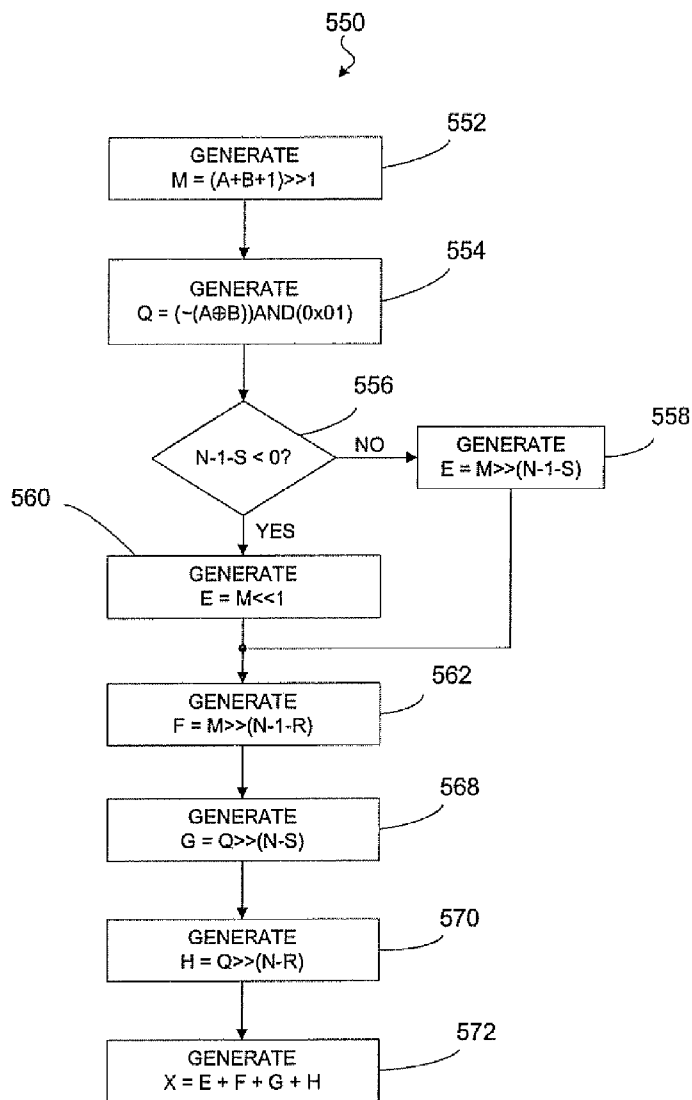 550
552
GENERATE
M = (A+B+1)>>1
554
GENERATE
Q = (~(A⊕B))AND(0x01)
556
N-1-S < 0?
NO
558
GENERATE
E = M>>(N-1-S)
560
YES
GENERATE
E = M<<1
562
GENERATE
F = M>>(N-1-R)
568
GENERATE
G = Q>>(N-S)
570
GENERATE
H = Q>>(N-R)
572
GENERATE
X = E + F + G + H